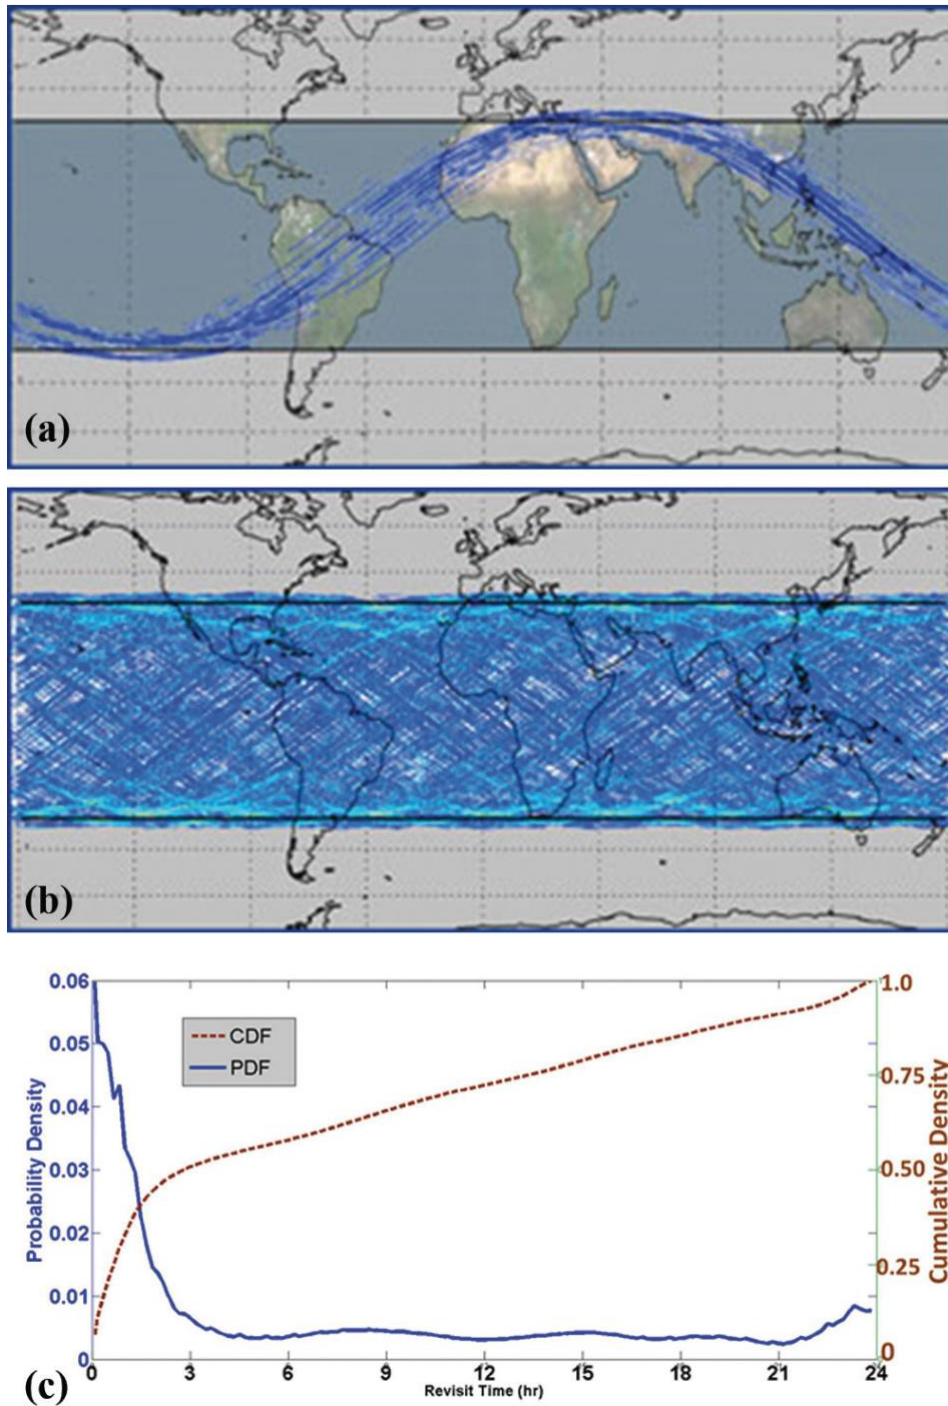 (a)
(b)
0.06
0.05
0.04
0.03
0.02
0.01
0
Probability Density
CDF
PDF
1.0
0.75
0.50
0.25
0
Cumulative Density
0 3 6 9 12 15 18 21 24
Revisit Time (hr)
(c)